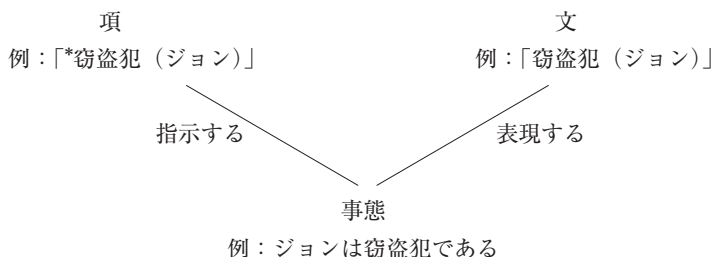 項
文
例：「*窃盗犯（ジョン）」
例：「窃盗犯（ジョン）」
指示する
表現する
事態
例：ジョンは窃盗犯である